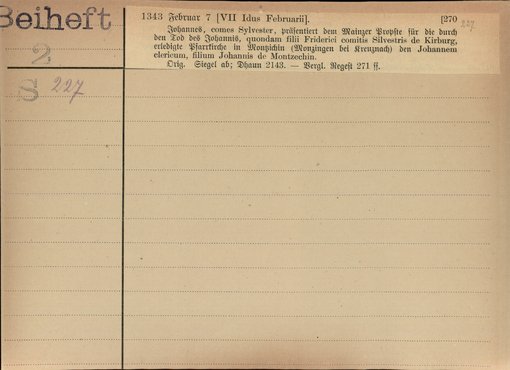 Beiheft
2
S 227
1343 Februar 7 [VII Idus Februarii]. [270 227
Johannes, comes Sylvester, präsentiert dem Mainzer Propste für die durch
den Tod des Johannis, quondam filii Friderici comitis Silvestris de Kirburg,
erledigte Pfarrkirche in Monzichin (Monzingen bei Kreuznach) den Johannem
clericum, filium Johannis de Montzechin.
Orig. Siegel ab; Dhaun 2143. — Vergl. Regest 271 ff.